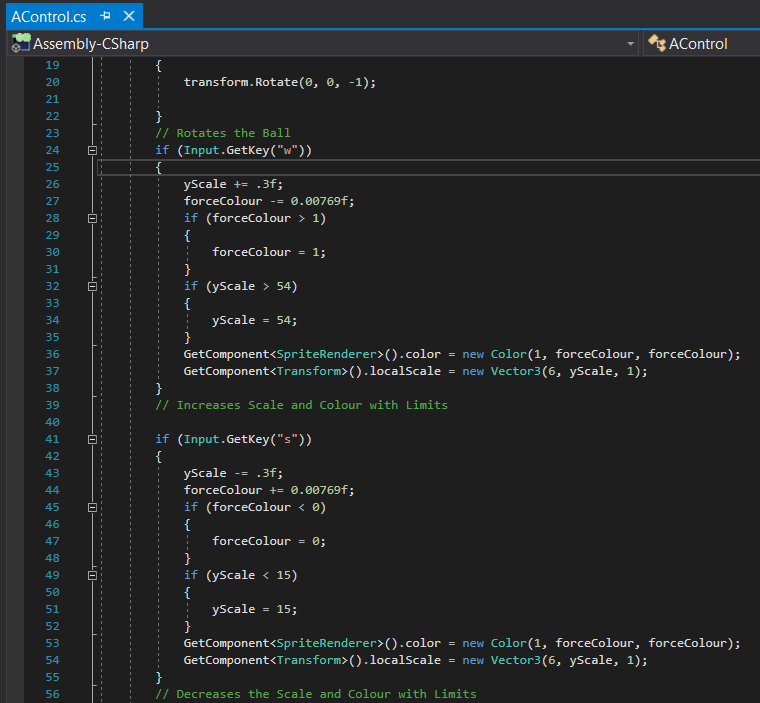 AControl.cs
Assembly-CSharp AControl
19 {
20 transform.Rotate(0, 0, -1);
21
22 }
23 // Rotates the Ball
24 if (Input.GetKey("w"))
25 {
26 yScale += .3f;
27 forceColour -= 0.00769f;
28 if (forceColour > 1)
29 {
30 forceColour = 1;
31 }
32 if (yScale > 54)
33 {
34 yScale = 54;
35 }
36 GetComponent<SpriteRenderer>().color = new Color(1, forceColour, forceColour);
37 GetComponent<Transform>().localScale = new Vector3(6, yScale, 1);
38 }
39 // Increases Scale and Colour with Limits
40
41 if (Input.GetKey("s"))
42 {
43 yScale -= .3f;
44 forceColour += 0.00769f;
45 if (forceColour < 0)
46 {
47 forceColour = 0;
48 }
49 if (yScale < 15)
50 {
51 yScale = 15;
52 }
53 GetComponent<SpriteRenderer>().color = new Color(1, forceColour, forceColour);
54 GetComponent<Transform>().localScale = new Vector3(6, yScale, 1);
55 }
56 // Decreases the Scale and Colour with Limits